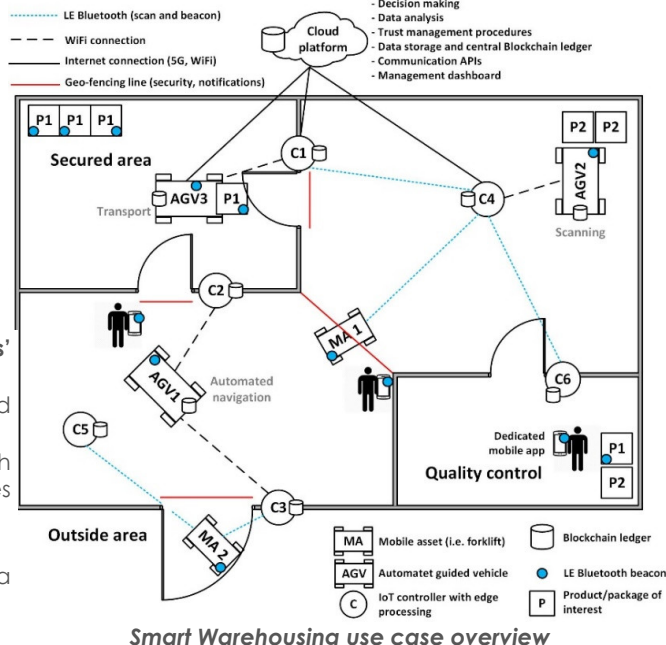 LE Bluetooth (scan and beacon)
WiFi connection
Internet connection (5G, WiFi)
Geo-fencing line (security, notifications)
Cloud
platform
- Decision making
- Data analysis
- Trust management procedures
- Data storage and central Blockchain ledger
- Communication APIs
- Management dashboard
P1 P1 P1
Secured area
C1
P2 P2
AGV3 P1
Transport
C4
AGV2
Scanning
C2
MA 1
s'
AGV1
Automated
navigation
C6
d
C5
Dedicated
mobile app
P1
h
Quality control
P2
es
C3
Outside area
MA 2
MA Mobile asset (i.e. forklift)
Blockchain ledger
a
AGV Automatet guided vehicle
LE Bluetooth beacon
C IoT controller with edge
processing
P Product/package of
interest
Smart Warehousing use case overview